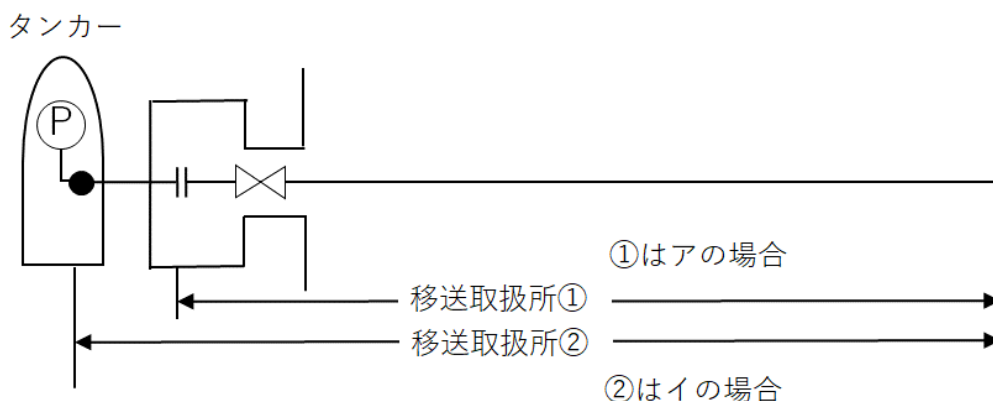 タンカー
P
①はアの場合
移送取扱所①
移送取扱所②
②はイの場合